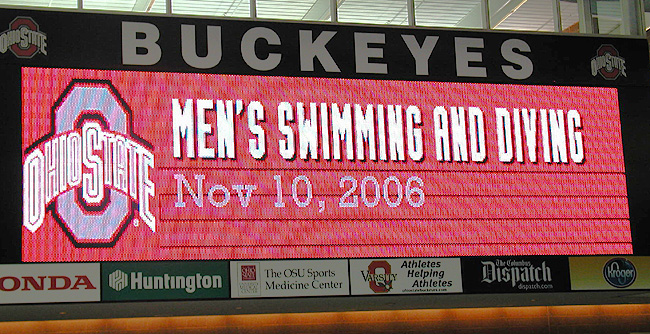 BUCKEYES
OHIO STATE
OHIO STATE
OHIO STATE
MEN'S SWIMMING AND DIVING
Nov 10, 2006
HONDA
Huntington
The OSU Sports
Medicine Center
VARSITY
Athletes
Helping
Athletes
The Columbus
Dispatch
dispatch.com
Kroger